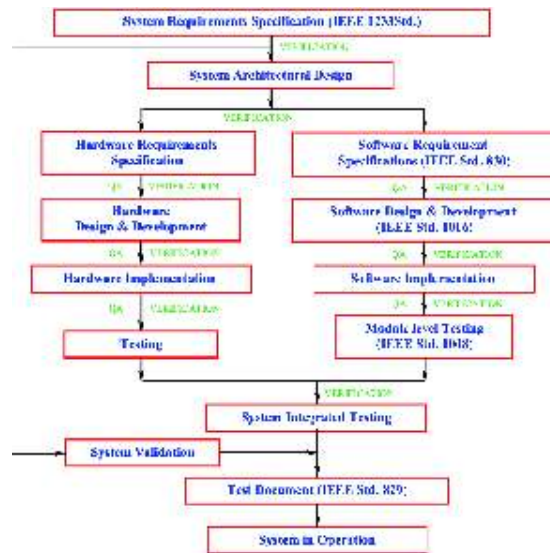 System Requirements Specification (IEEE 1233Std.)
VERIFICATION
System Architectural Design
VERIFICATION
Hardware Requirements
Specification
Software Requirement
Specifications (IEEE Std. 830)
QA VERIFICATION
QA VERIFICATION
Hardware
Design & Development
Software Design & Development
(IEEE Std. 1016)
QA VERIFICATION
QA VERIFICATION
Hardware Implementation
Software Implementation
QA VERIFICATION
QA VERIFICATION
Testing
Module level Testing
(IEEE Std. 1008)
VERIFICATION
System Integrated Testing
System Validation
Test Document (IEEE Std. 829)
System in Operation